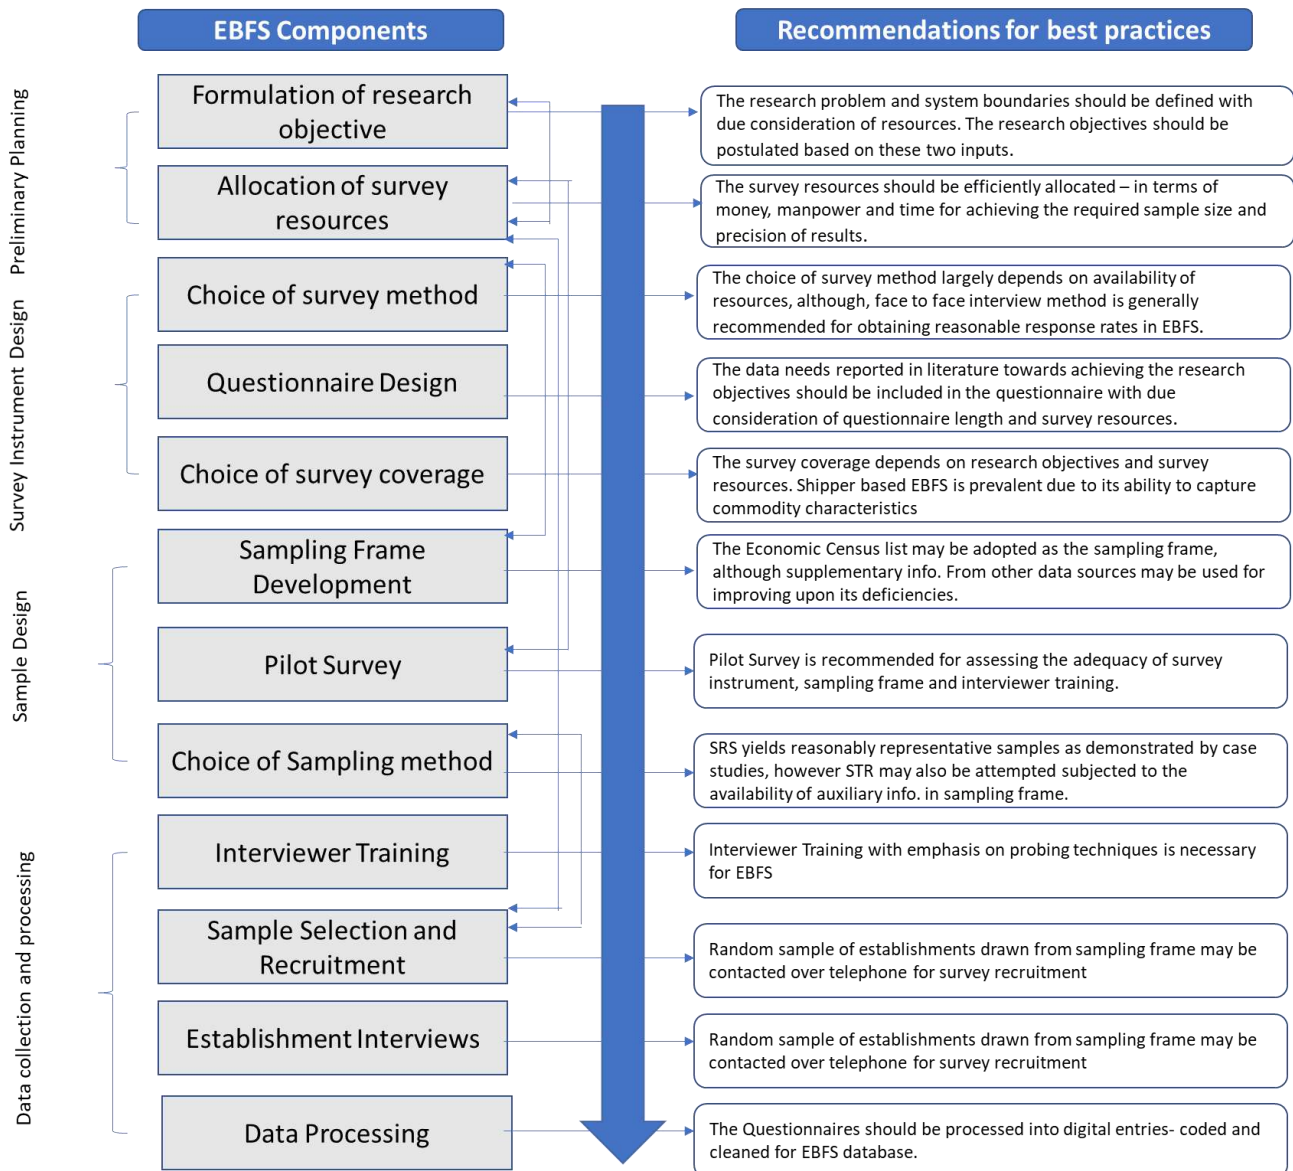 EBFS Components
Recommendations for best practices
Preliminary Planning
Formulation of research
objective
The research problem and system boundaries should be defined with
due consideration of resources. The research objectives should be
postulated based on these two inputs.
Allocation of survey
resources
The survey resources should be efficiently allocated – in terms of
money, manpower and time for achieving the required sample size and
precision of results.
Survey Instrument Design
Choice of survey method
The choice of survey method largely depends on availability of
resources, although, face to face interview method is generally
recommended for obtaining reasonable response rates in EBFS.
Questionnaire Design
The data needs reported in literature towards achieving the research
objectives should be included in the questionnaire with due
consideration of questionnaire length and survey resources.
Choice of survey coverage
The survey coverage depends on research objectives and survey
resources. Shipper based EBFS is prevalent due to its ability to capture
commodity characteristics
Sample Design
Sampling Frame
Development
The Economic Census list may be adopted as the sampling frame,
although supplementary info. From other data sources may be used for
improving upon its deficiencies.
Pilot Survey
Pilot Survey is recommended for assessing the adequacy of survey
instrument, sampling frame and interviewer training.
Choice of Sampling method
SRS yields reasonably representative samples as demonstrated by case
studies, however STR may also be attempted subjected to the
availability of auxiliary info. in sampling frame.
Data collection and processing
Interviewer Training
Interviewer Training with emphasis on probing techniques is necessary
for EBFS
Sample Selection and
Recruitment
Random sample of establishments drawn from sampling frame may be
contacted over telephone for survey recruitment
Establishment Interviews
Random sample of establishments drawn from sampling frame may be
contacted over telephone for survey recruitment
Data Processing
The Questionnaires should be processed into digital entries- coded and
cleaned for EBFS database.